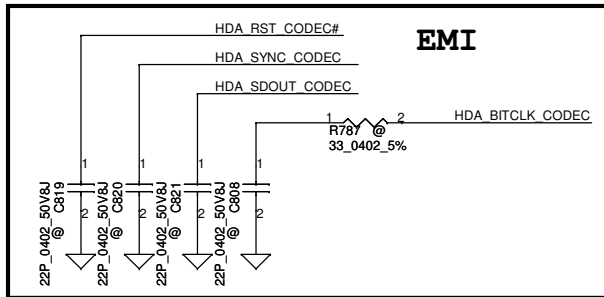 HDA_RST_CODEC#
EMI
HDA_SYNC_CODEC
HDA_SDOUT_CODEC
1
2
HDA_BITCLK_CODEC
R787 @
33_0402_5%
1
1
1
1
22P_0402_50V8J
@ C819
22P_0402_50V8J
@ C820
22P_0402_50V8J
@ C821
22P_0402_50V8J
@ C808
2
2
2
2